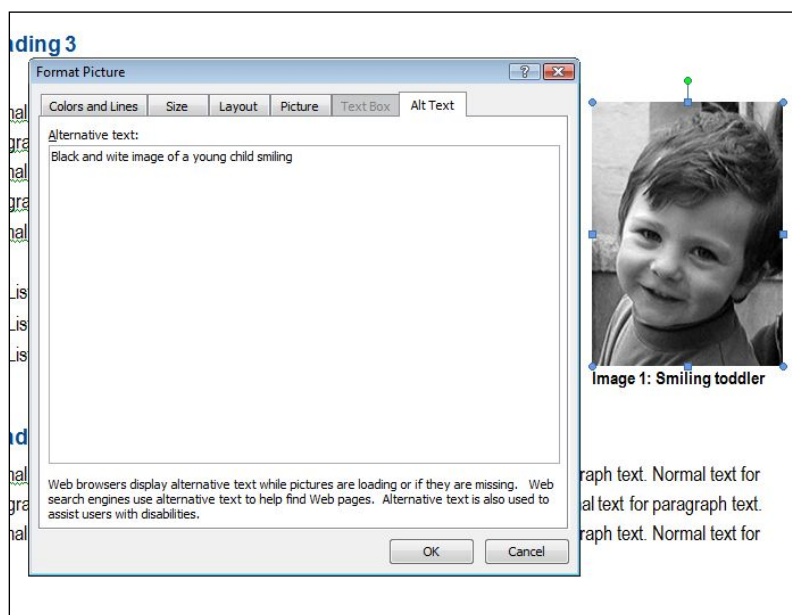 ding 3
Format Picture
Colors and Lines Size Layout Picture Text Box Alt Text
Alternative text:
Black and wite image of a young child smiling
Image 1: Smiling toddler
Web browsers display alternative text while pictures are loading or if they are missing. Web
search engines use alternative text to help find Web pages. Alternative text is also used to
assist users with disabilities.
raph text. Normal text for
al text for paragraph text.
raph text. Normal text for
OK Cancel